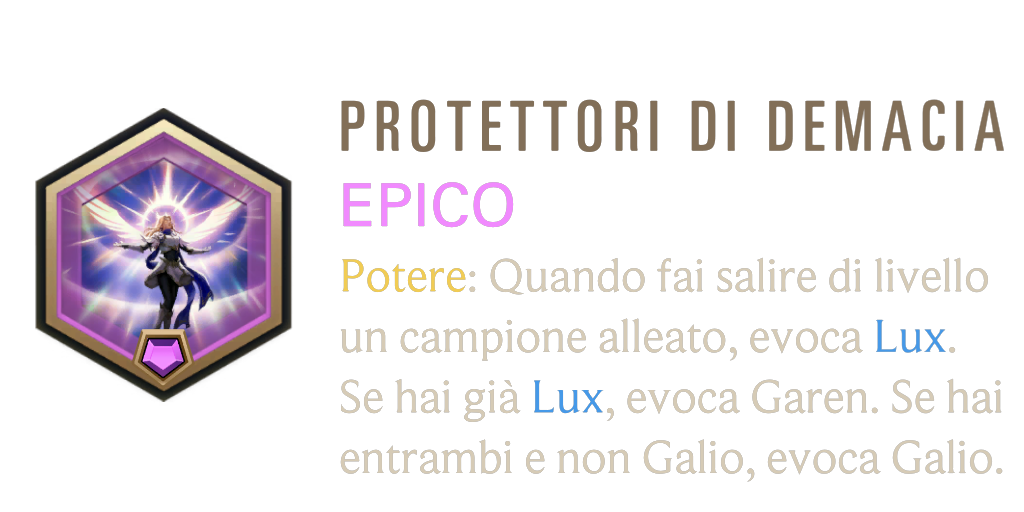 PROTETTORI DI DEMACIA
EPICO
Potere: Quando fai salire di livello
un campione alleato, evoca Lux.
Se hai già Lux, evoca Garen. Se hai
entrambi e non Galio, evoca Galio.